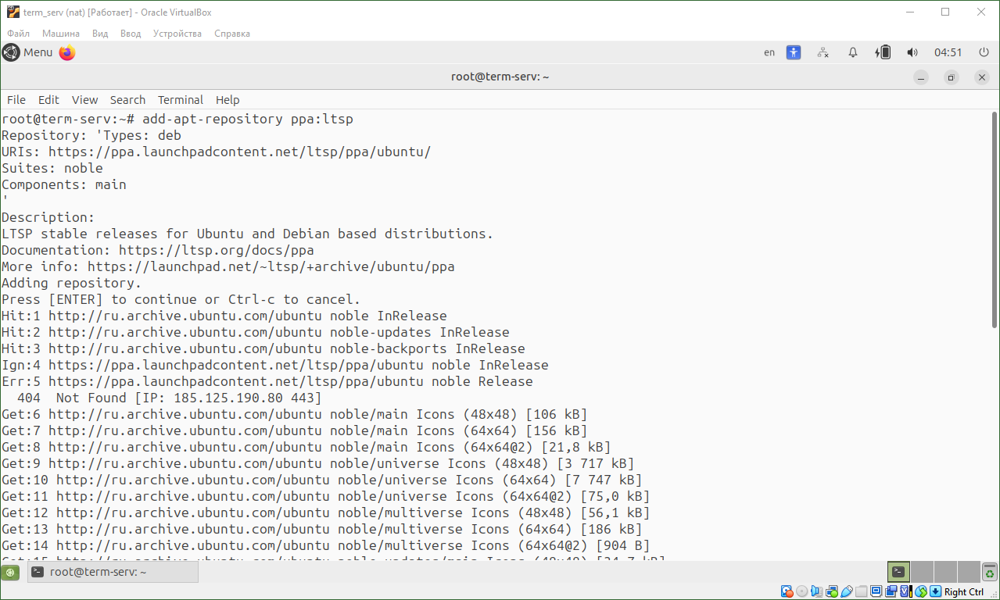 term_serv (nat) [Работает] - Oracle VirtualBox
Файл Машина Вид Ввод Устройства Справка
Menu en 04:51
root@term-serv: ~
File Edit View Search Terminal Help
root@term-serv:~# add-apt-repository ppa:ltsp
Repository: 'Types: deb
URIs: https://ppa.launchpadcontent.net/ltsp/ppa/ubuntu/
Suites: noble
Components: main
'
Description:
LTSP stable releases for Ubuntu and Debian based distributions.
Documentation: https://ltsp.org/docs/ppa
More info: https://launchpad.net/~ltsp/+archive/ubuntu/ppa
Adding repository.
Press [ENTER] to continue or Ctrl-c to cancel.
Hit:1 http://ru.archive.ubuntu.com/ubuntu noble InRelease
Hit:2 http://ru.archive.ubuntu.com/ubuntu noble-updates InRelease
Hit:3 http://ru.archive.ubuntu.com/ubuntu noble-backports InRelease
Ign:4 https://ppa.launchpadcontent.net/ltsp/ppa/ubuntu noble InRelease
Err:5 https://ppa.launchpadcontent.net/ltsp/ppa/ubuntu noble Release
  404  Not Found [IP: 185.125.190.80 443]
Get:6 http://ru.archive.ubuntu.com/ubuntu noble/main Icons (48x48) [106 kB]
Get:7 http://ru.archive.ubuntu.com/ubuntu noble/main Icons (64x64) [156 kB]
Get:8 http://ru.archive.ubuntu.com/ubuntu noble/main Icons (64x64@2) [21,8 kB]
Get:9 http://ru.archive.ubuntu.com/ubuntu noble/universe Icons (48x48) [3 717 kB]
Get:10 http://ru.archive.ubuntu.com/ubuntu noble/universe Icons (64x64) [7 747 kB]
Get:11 http://ru.archive.ubuntu.com/ubuntu noble/universe Icons (64x64@2) [75,0 kB]
Get:12 http://ru.archive.ubuntu.com/ubuntu noble/multiverse Icons (48x48) [56,1 kB]
Get:13 http://ru.archive.ubuntu.com/ubuntu noble/multiverse Icons (64x64) [186 kB]
Get:14 http://ru.archive.ubuntu.com/ubuntu noble/multiverse Icons (64x64@2) [904 B]
root@term-serv: ~
Right Ctrl